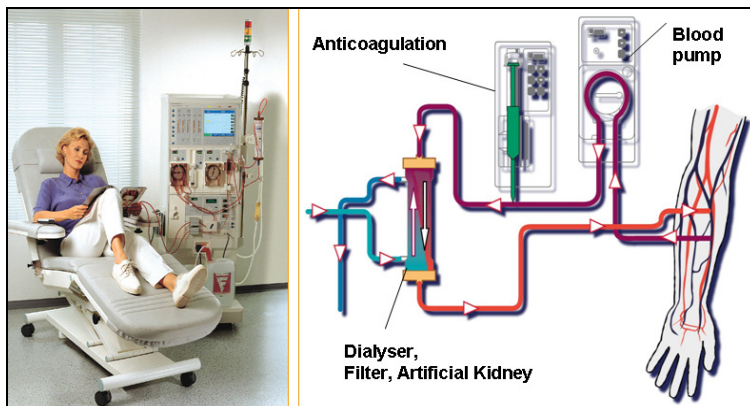 Anticoagulation
Blood
pump
Dialyser,
Filter, Artificial Kidney